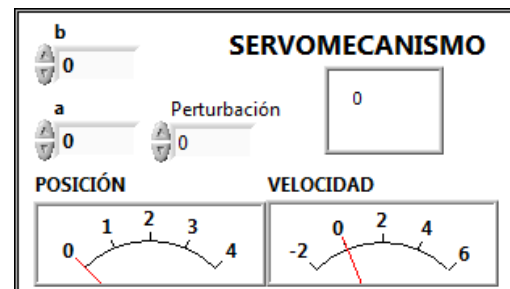 b
0
SERVOMECANISMO
0
a
0
Perturbación
0
POSICIÓN
0 1 2 3 4
VELOCIDAD
-2 0 2 4 6